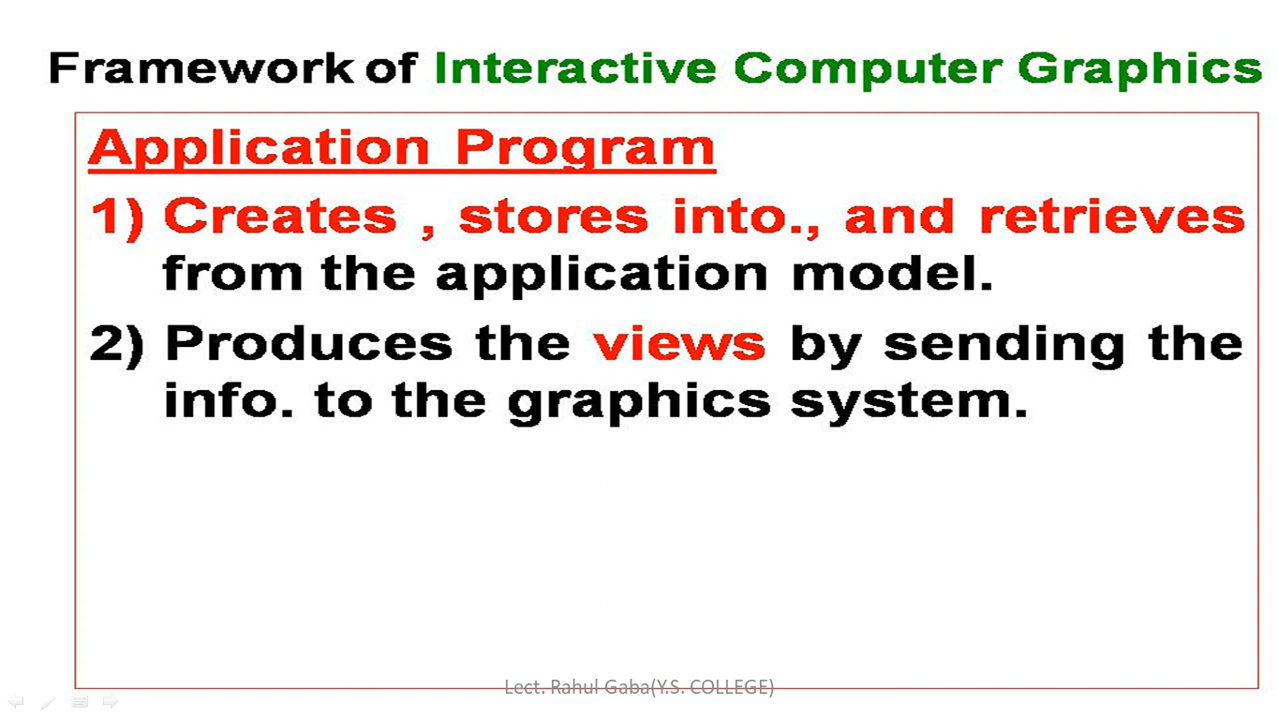 Framework of Interactive Computer Graphics
Application Program
1) Creates , stores into., and retrieves
from the application model.
2) Produces the views by sending the
info. to the graphics system.
Lect. Rahul Gaba(Y.S. COLLEGE)